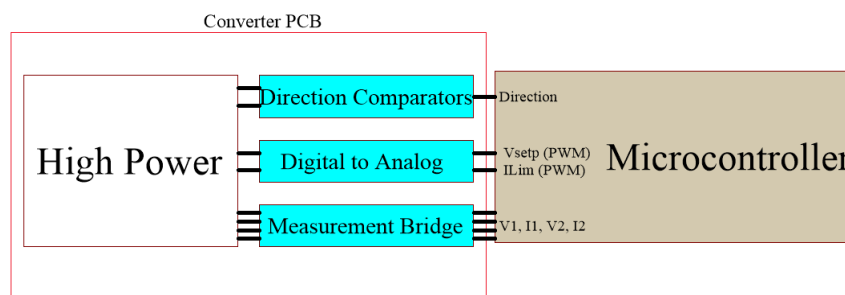 Converter PCB
High Power
Direction Comparators
Direction
Digital to Analog
Vsetp (PWM)
ILim (PWM)
Microcontroller
Measurement Bridge
V1, I1, V2, I2